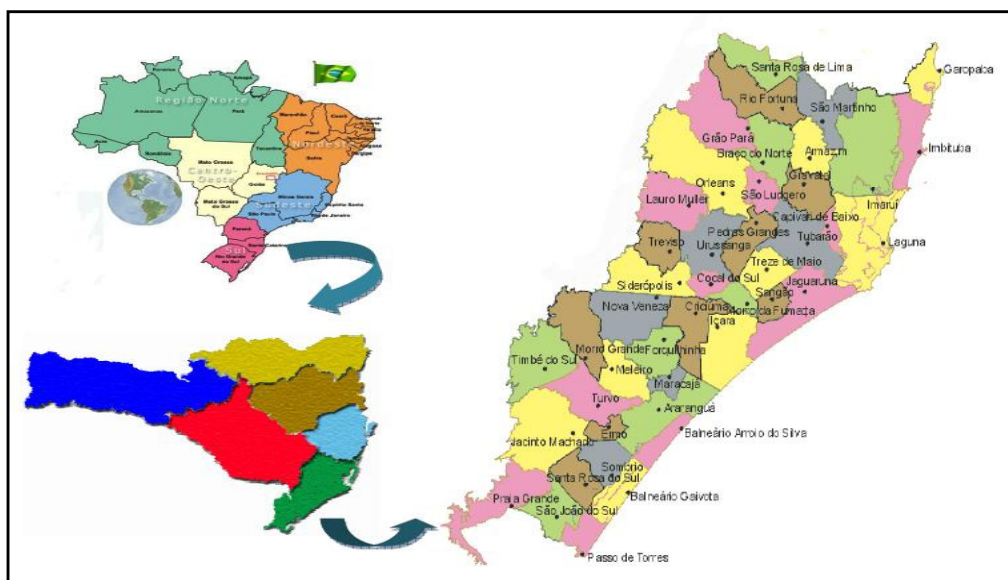 Roraima
Amapá
Região Norte
Amazonas
Pará
Acre
Rondônia
Tocantins
Maranhão
Ceará
Piauí
Nordeste
Bahia
Mato Grosso
Centro-
Oeste
Goiás
Mato Grosso
do Sul
Minas Gerais
Espírito Santo
Sudeste
São Paulo
Rio de Janeiro
Paraná
Sul
Santa Catarina
Rio Grande
do Sul
Santa Rosa de Lima
Garopaba
Rio Fortuna
São Martinho
Grão Pará
Imbituba
Braço do Norte
Armazém
Gravatal
Orleans
São Ludgero
Imaruí
Lauro Muller
Capivari de Baixo
Pedras Grandes
Treviso
Urussanga
Tubarão
Laguna
Treze de Maio
Siderópolis
Cocal do Sul
Jaguaruna
Sangão
Nova Veneza
Criciúma
Morro da Fumaça
Içara
Morro Grande
Forquilhinha
Timbé do Sul
Meleiro
Maracajá
Turvo
Araranguá
Balneário Arroio do Silva
Ermo
Jacinto Machado
Sombrio
Santa Rosa do Sul
Praia Grande
Balneário Gaivota
São João do Sul
Passo de Torres